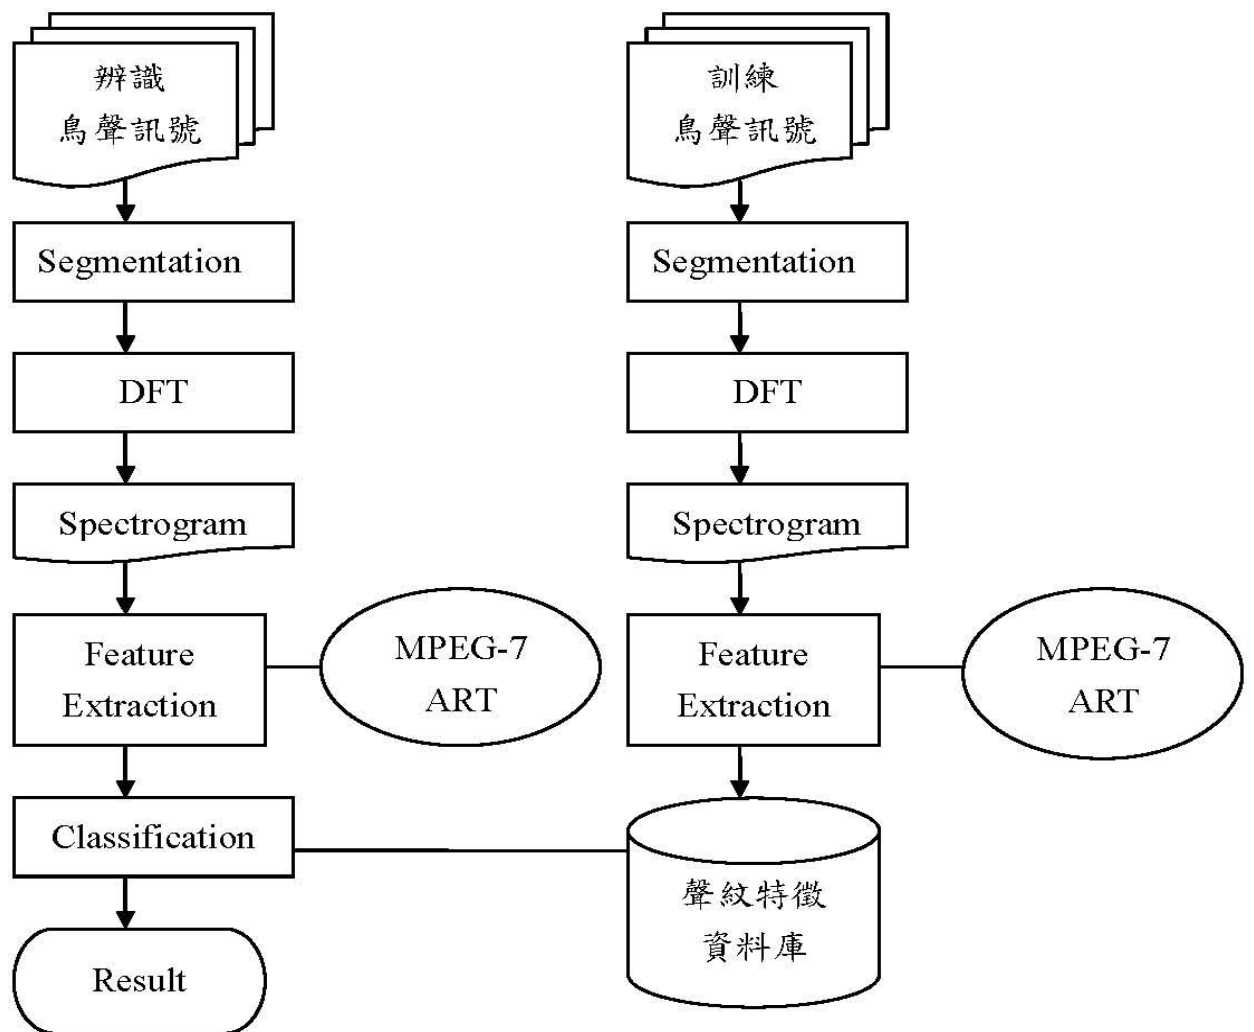 辨識
鳥聲訊號
Segmentation
DFT
Spectrogram
Feature
Extraction
MPEG-7
ART
Classification
Result
訓練
鳥聲訊號
Segmentation
DFT
Spectrogram
Feature
Extraction
MPEG-7
ART
聲紋特徵
資料庫